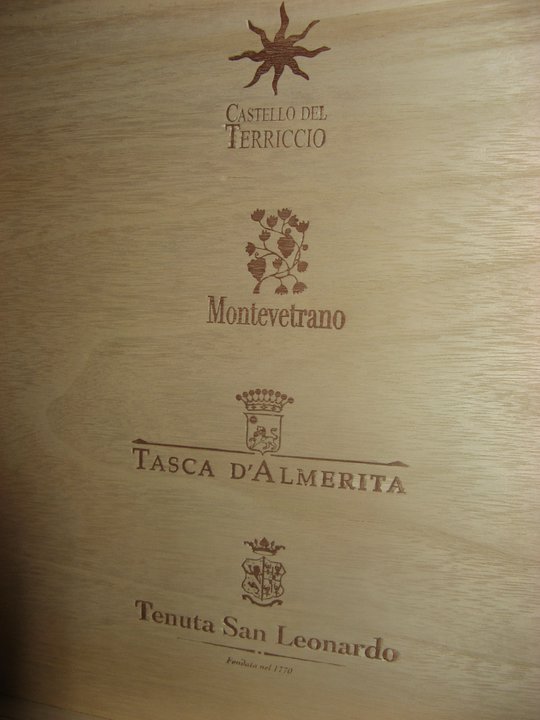 CASTELLO DEL
TERRICCIO
Montevetrano
TASCA D'ALMERITA
Tenuta San Leonardo
Fondata nel 1770